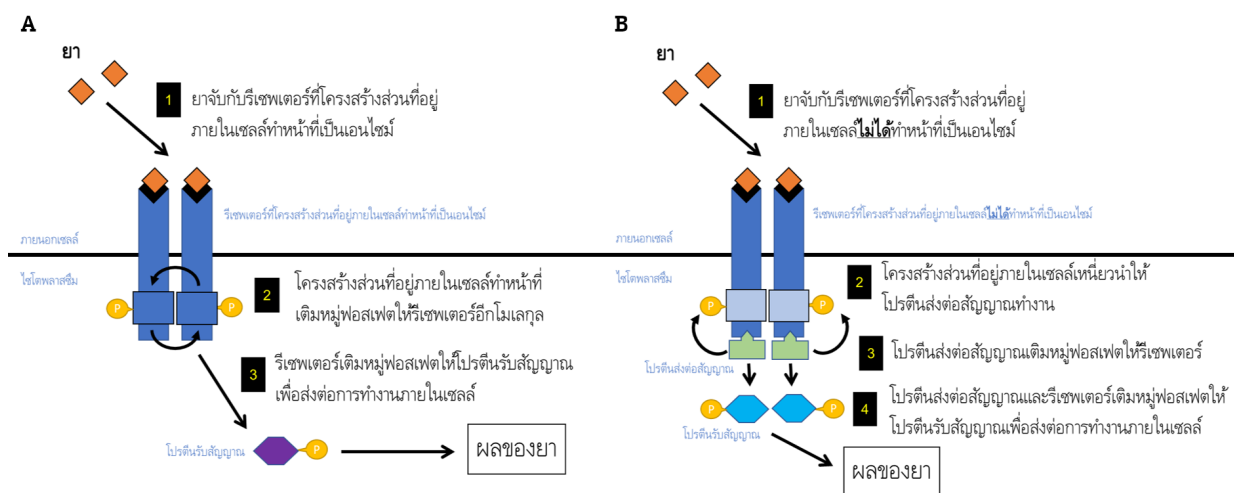 A
ยา
1
ยาจับกับรีเซพเตอร์ที่โครงสร้างส่วนที่อยู่
ภายในเซลล์ทำหน้าที่เป็นเอนไซม์
รีเซพเตอร์ที่โครงสร้างส่วนที่อยู่ภายในเซลล์ทำหน้าที่เป็นเอนไซม์
ภายนอกเซลล์
ไซโตพลาสซึม
P
P
2
โครงสร้างส่วนที่อยู่ภายในเซลล์ทำหน้าที่
เติมหมู่ฟอสเฟตให้รีเซพเตอร์อีกโมเลกุล
3
รีเซพเตอร์เติมหมู่ฟอสเฟตให้โปรตีนรับสัญญาณ
เพื่อส่งต่อการทำงานภายในเซลล์
โปรตีนรับสัญญาณ
P
ผลของยา
B
ยา
1
ยาจับกับรีเซพเตอร์ที่โครงสร้างส่วนที่อยู่
ภายในเซลล์ไม่ได้ทำหน้าที่เป็นเอนไซม์
รีเซพเตอร์ที่โครงสร้างส่วนที่อยู่ภายในเซลล์ไม่ได้ทำหน้าที่เป็นเอนไซม์
ภายนอกเซลล์
ไซโตพลาสซึม
2
โครงสร้างส่วนที่อยู่ภายในเซลล์เหนี่ยวนำให้
โปรตีนส่งต่อสัญญาณทำงาน
P
P
3
โปรตีนส่งต่อสัญญาณเติมหมู่ฟอสเฟตให้รีเซพเตอร์
โปรตีนส่งต่อสัญญาณ
4
โปรตีนส่งต่อสัญญาณและรีเซพเตอร์เติมหมู่ฟอสเฟตให้
โปรตีนรับสัญญาณเพื่อส่งต่อการทำงานภายในเซลล์
P
P
โปรตีนรับสัญญาณ
ผลของยา